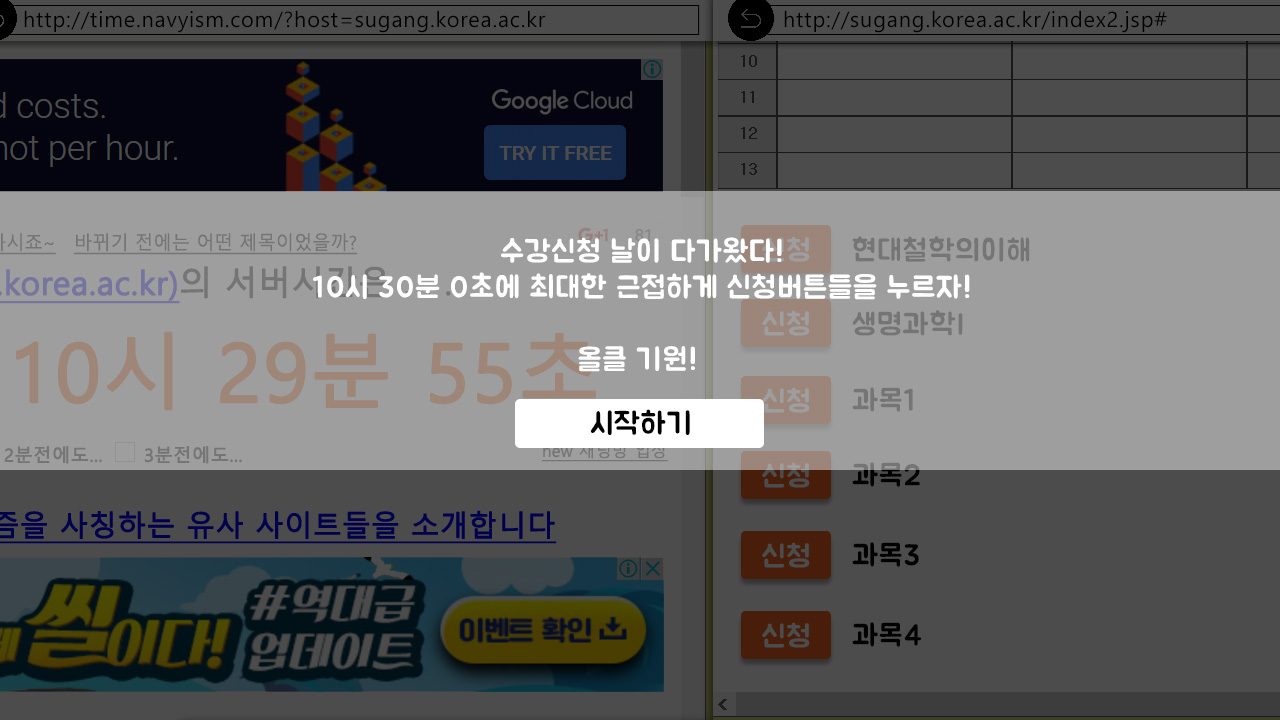 http://time.navyism.com/?host=sugang.korea.ac.kr
costs.
not per hour.
Google Cloud
TRY IT FREE
바뀌기 전에는 어떤 제목이었을까?
G+1 81
korea.ac.kr)의 서버시간은
10시 29분 55초
2분전에도... 3분전에도...
new 채팅방 입장
사칭하는 유사 사이트들을 소개합니다
씰이다!
#역대급
업데이트
이벤트 확인
http://sugang.korea.ac.kr/index2.jsp#
10
11
12
13
신청 현대철학의이해
신청 생명과학I
신청 과목1
신청 과목2
신청 과목3
신청 과목4
수강신청 날이 다가왔다!
10시 30분 0초에 최대한 근접하게 신청버튼들을 누르자!
올클 기원!
시작하기